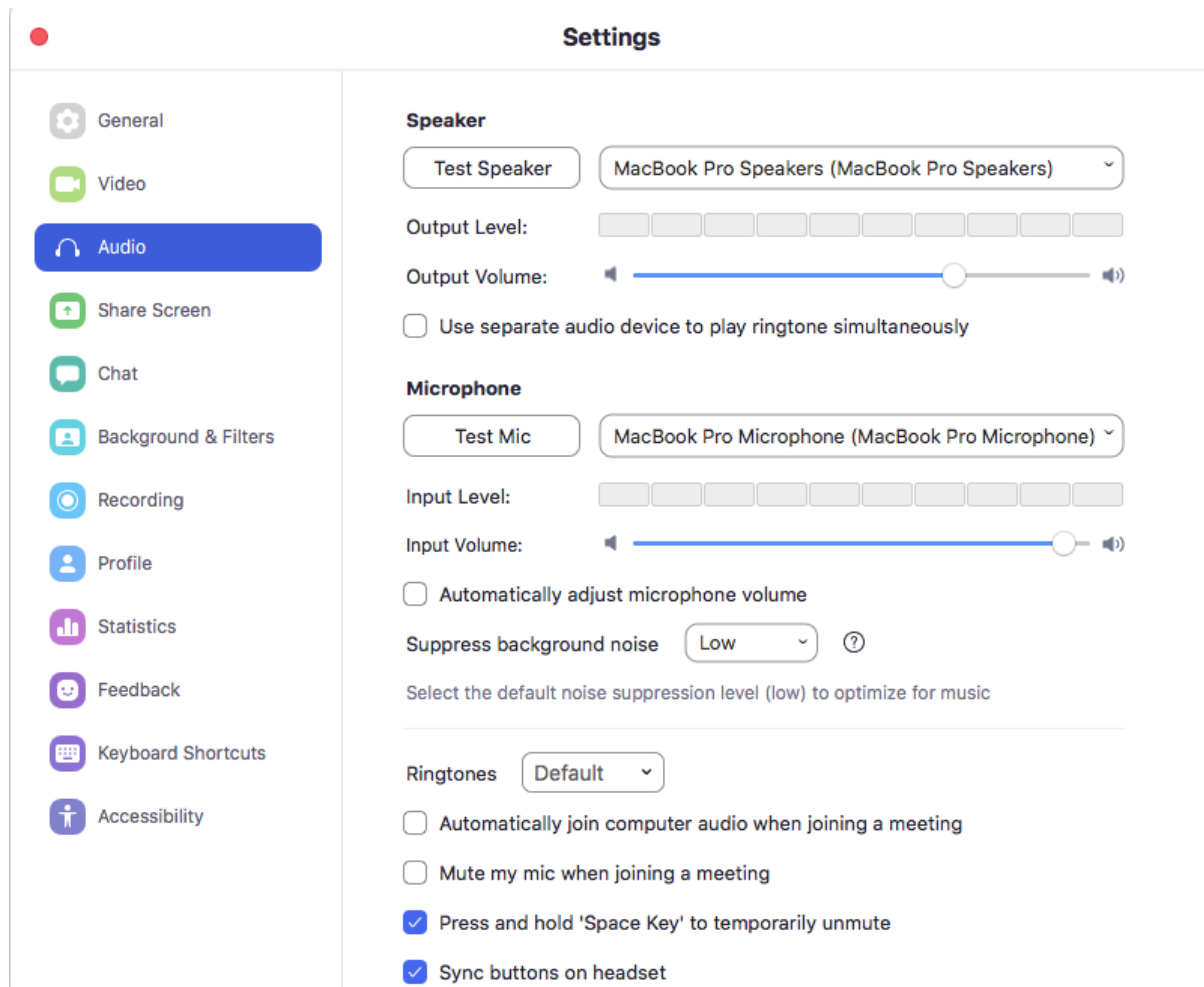 Settings
General
Video
Audio
Share Screen
Chat
Background & Filters
Recording
Profile
Statistics
Feedback
Keyboard Shortcuts
Accessibility
Speaker
Test Speaker MacBook Pro Speakers (MacBook Pro Speakers)
Output Level:
Output Volume:
Use separate audio device to play ringtone simultaneously
Microphone
Test Mic MacBook Pro Microphone (MacBook Pro Microphone)
Input Level:
Input Volume:
Automatically adjust microphone volume
Suppress background noise Low ?
Select the default noise suppression level (low) to optimize for music
Ringtones Default
Automatically join computer audio when joining a meeting
Mute my mic when joining a meeting
Press and hold 'Space Key' to temporarily unmute
Sync buttons on headset